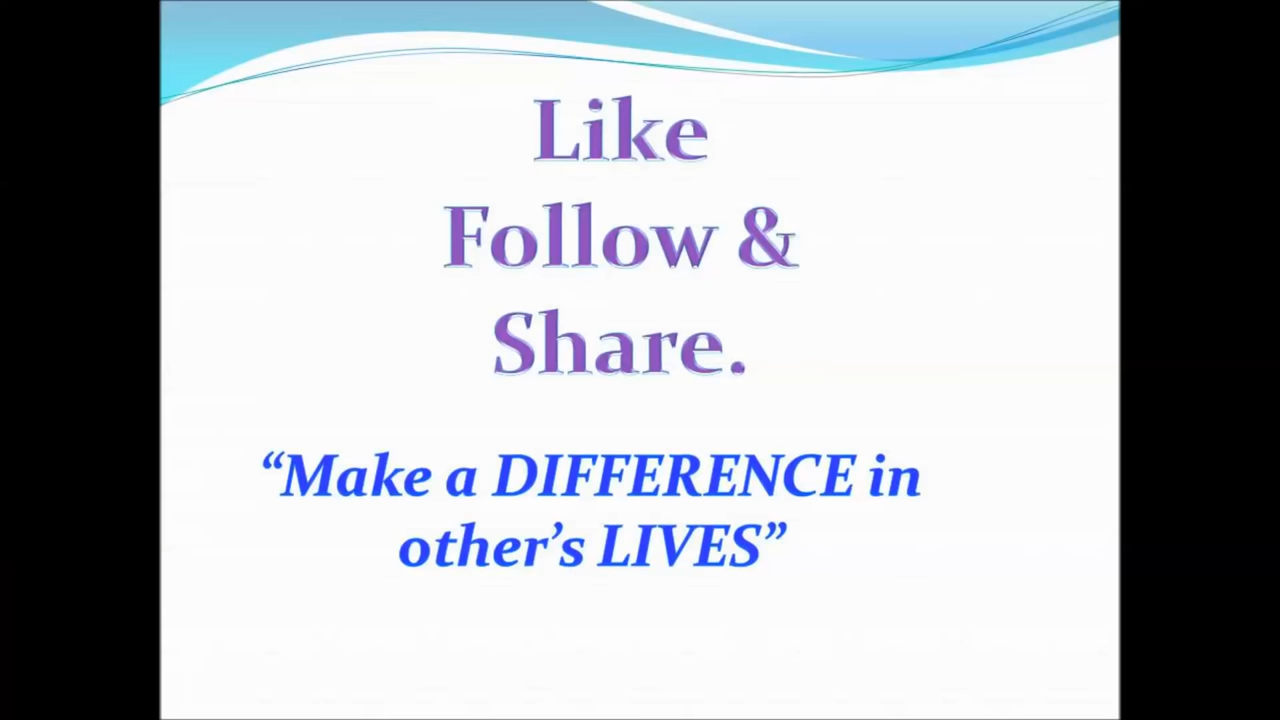 Like
Follow &
Share.
“Make a DIFFERENCE in
other’s LIVES”